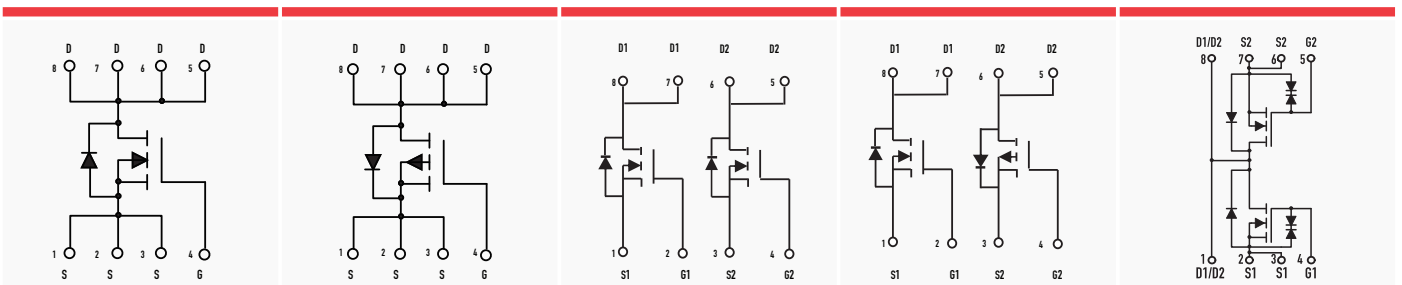 D D D D
8 7 6 5
1 2 3 4
S S S G
D D D D
8 7 6 5
1 2 3 4
S S S G
D1 D1 D2 D2
8 7 6 5
1 2 3 4
S1 G1 S2 G2
D1 D1 D2 D2
8 7 6 5
1 2 3 4
S1 G1 S2 G2
D1/D2 S2 S2 G2
8 7 6 5
1 2 3 4
D1/D2 S1 S1 G1